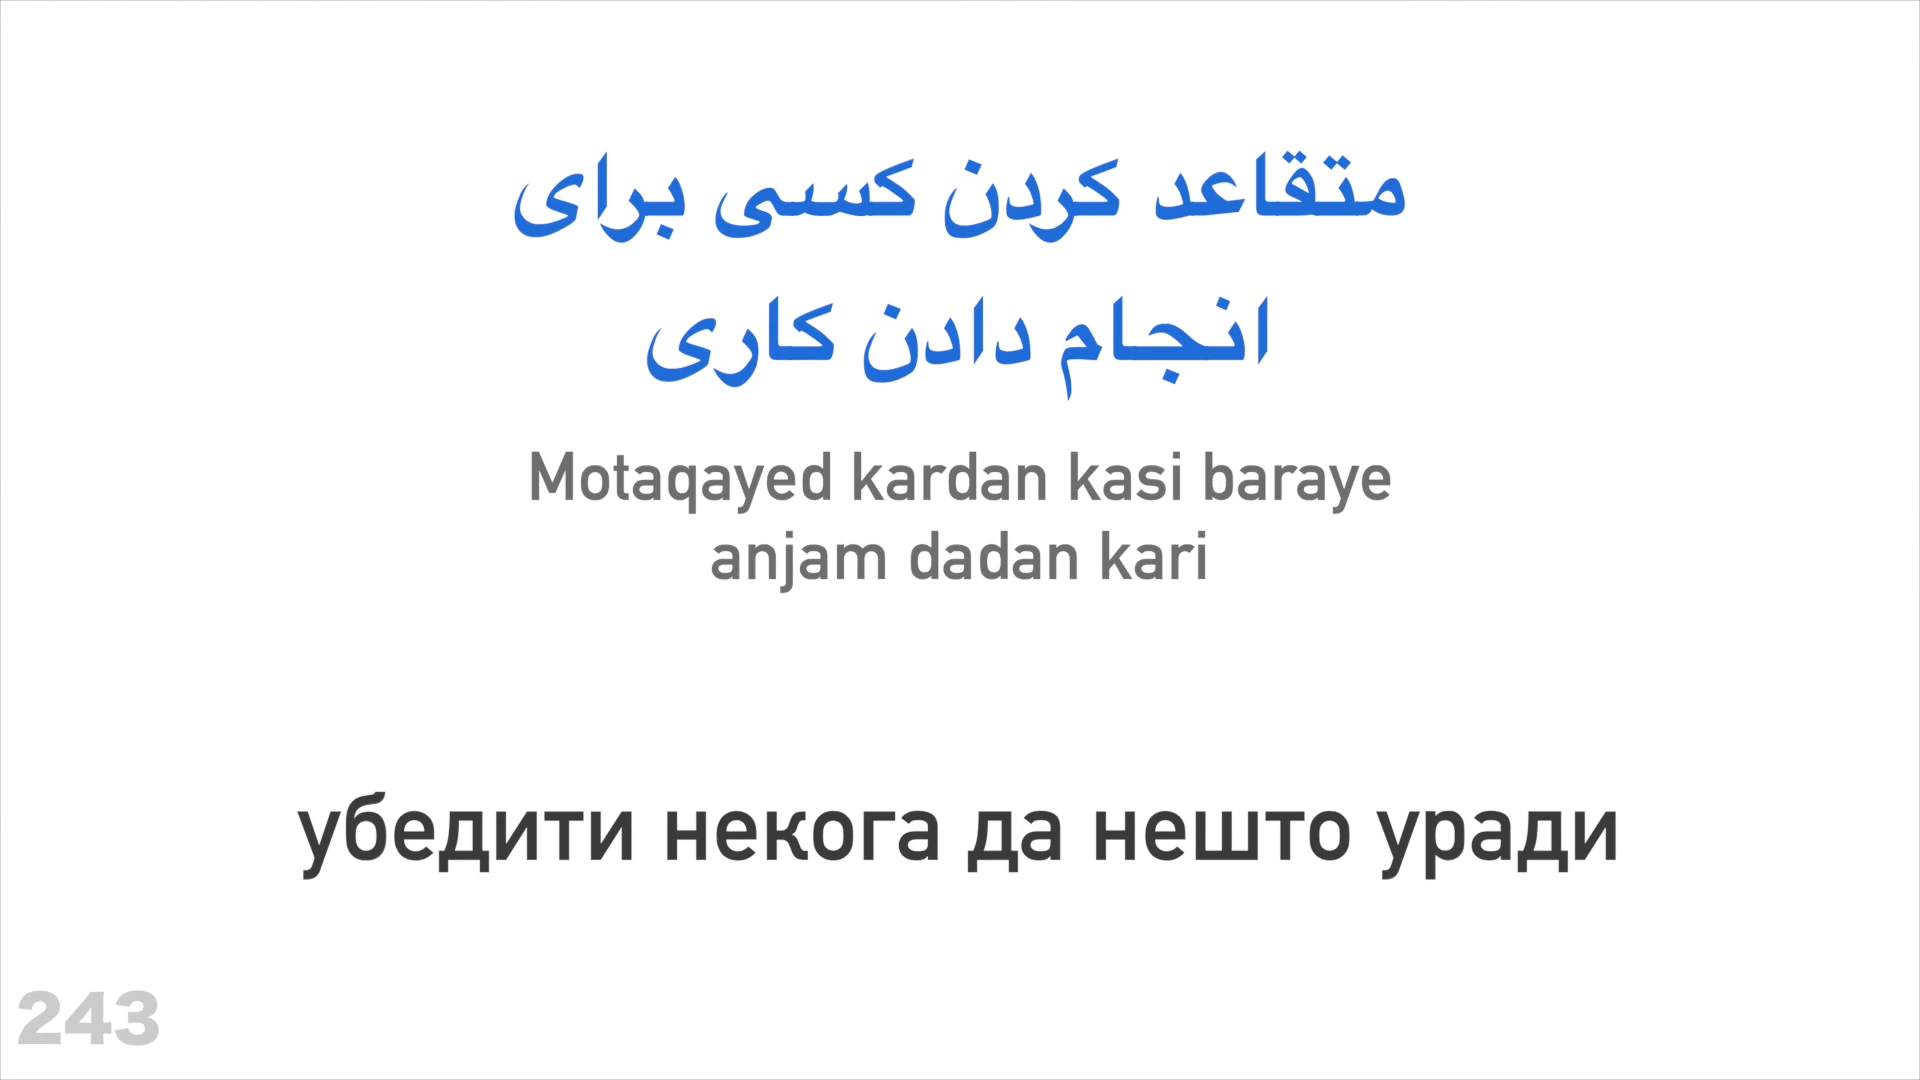 متقاعد کردن کسی برای
انجام دادن کاری
Motaqayed kardan kasi baraye
anjam dadan kari
убедити некога да нешто уради
243